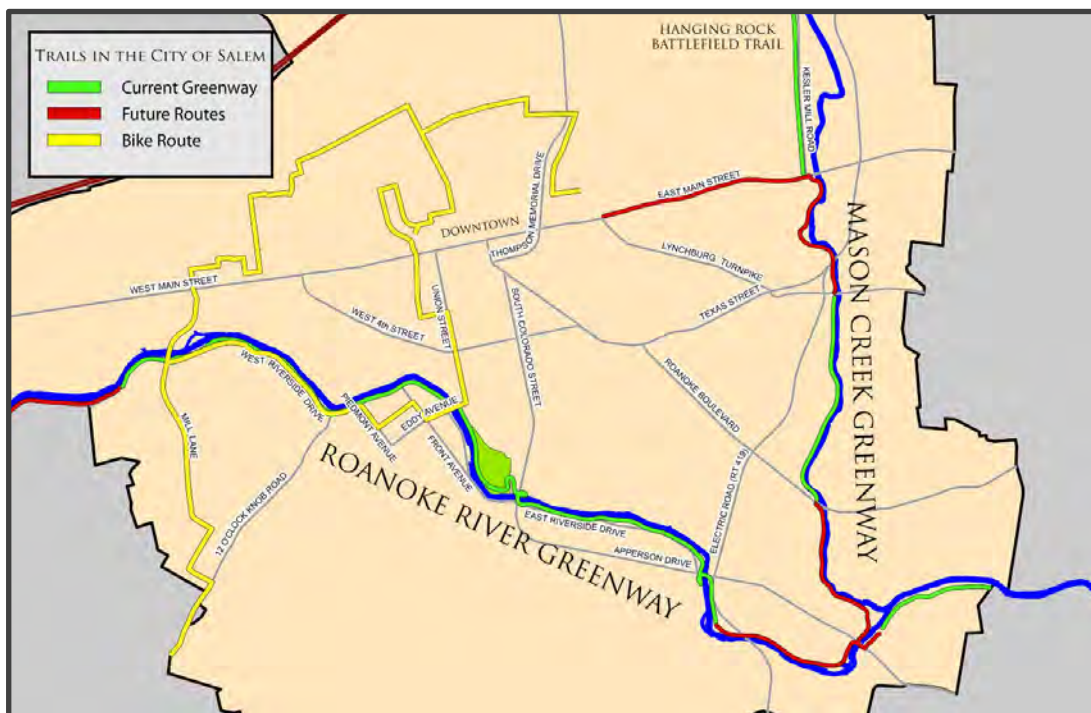 TRAILS IN THE CITY OF SALEM
Current Greenway
Future Routes
Bike Route
HANGING ROCK
BATTLEFIELD TRAIL
KESLER MILL ROAD
EAST MAIN STREET
THOMPSON MEMORIAL DRIVE
DOWNTOWN
LYNCHBURG TURNPIKE
TEXAS STREET
WEST MAIN STREET
WEST 4th STREET
UNION STREET
SOUTH COLORADO STREET
ROANOKE BOULEVARD
MASON CREEK GREENWAY
WEST RIVERSIDE DRIVE
PIEDMONT AVENUE
EDDY AVENUE
FRONT AVENUE
MILL LANE
12 O'CLOCK KNOB ROAD
ROANOKE RIVER GREENWAY
EAST RIVERSIDE DRIVE
APPERSON DRIVE
ELECTRIC ROAD (RT 419)